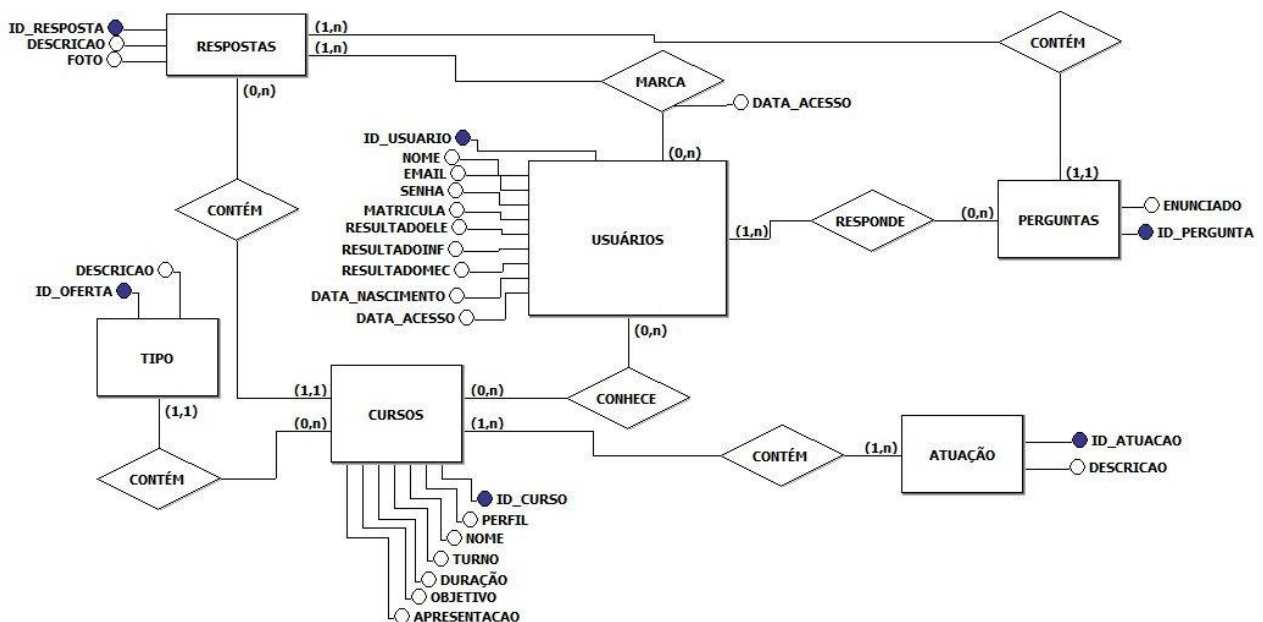 ID_RESPOSTA
DESCRICAO
FOTO
RESPOSTAS
(1,n)
(1,n)
(0,n)
CONTÉM
MARCA
DATA_ACESSO
(0,n)
ID_USUARIO
NOME
EMAIL
SENHA
MATRICULA
RESULTADOELE
RESULTADOINF
RESULTADOMEC
DATA_NASCIMENTO
DATA_ACESSO
USUÁRIOS
(1,n)
RESPONDE
(0,n)
(1,1)
PERGUNTAS
ENUNCIADO
ID_PERGUNTA
CONTÉM
DESCRICAO
ID_OFERTA
TIPO
(1,1)
CONTÉM
(1,1)
(0,n)
CURSOS
(0,n)
(1,n)
(0,n)
CONHECE
CONTÉM
(1,n)
ATUAÇÃO
ID_ATUACAO
DESCRICAO
ID_CURSO
PERFIL
NOME
TURNO
DURAÇÃO
OBJETIVO
APRESENTACAO